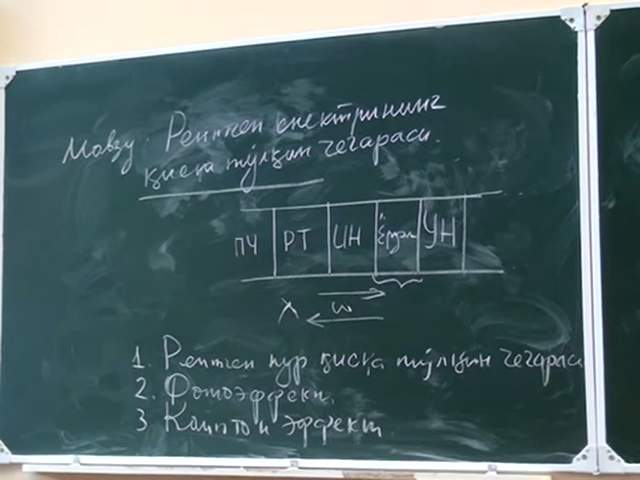 Мавзу: Рентген спектрининг
қисқа тўлқин чегараси.
ПЧ РТ ИН УН
λ ω
1. Рентген нур қисқа тўлқин чегараси
2. Фотоэффект.
3 Комптон эффект.